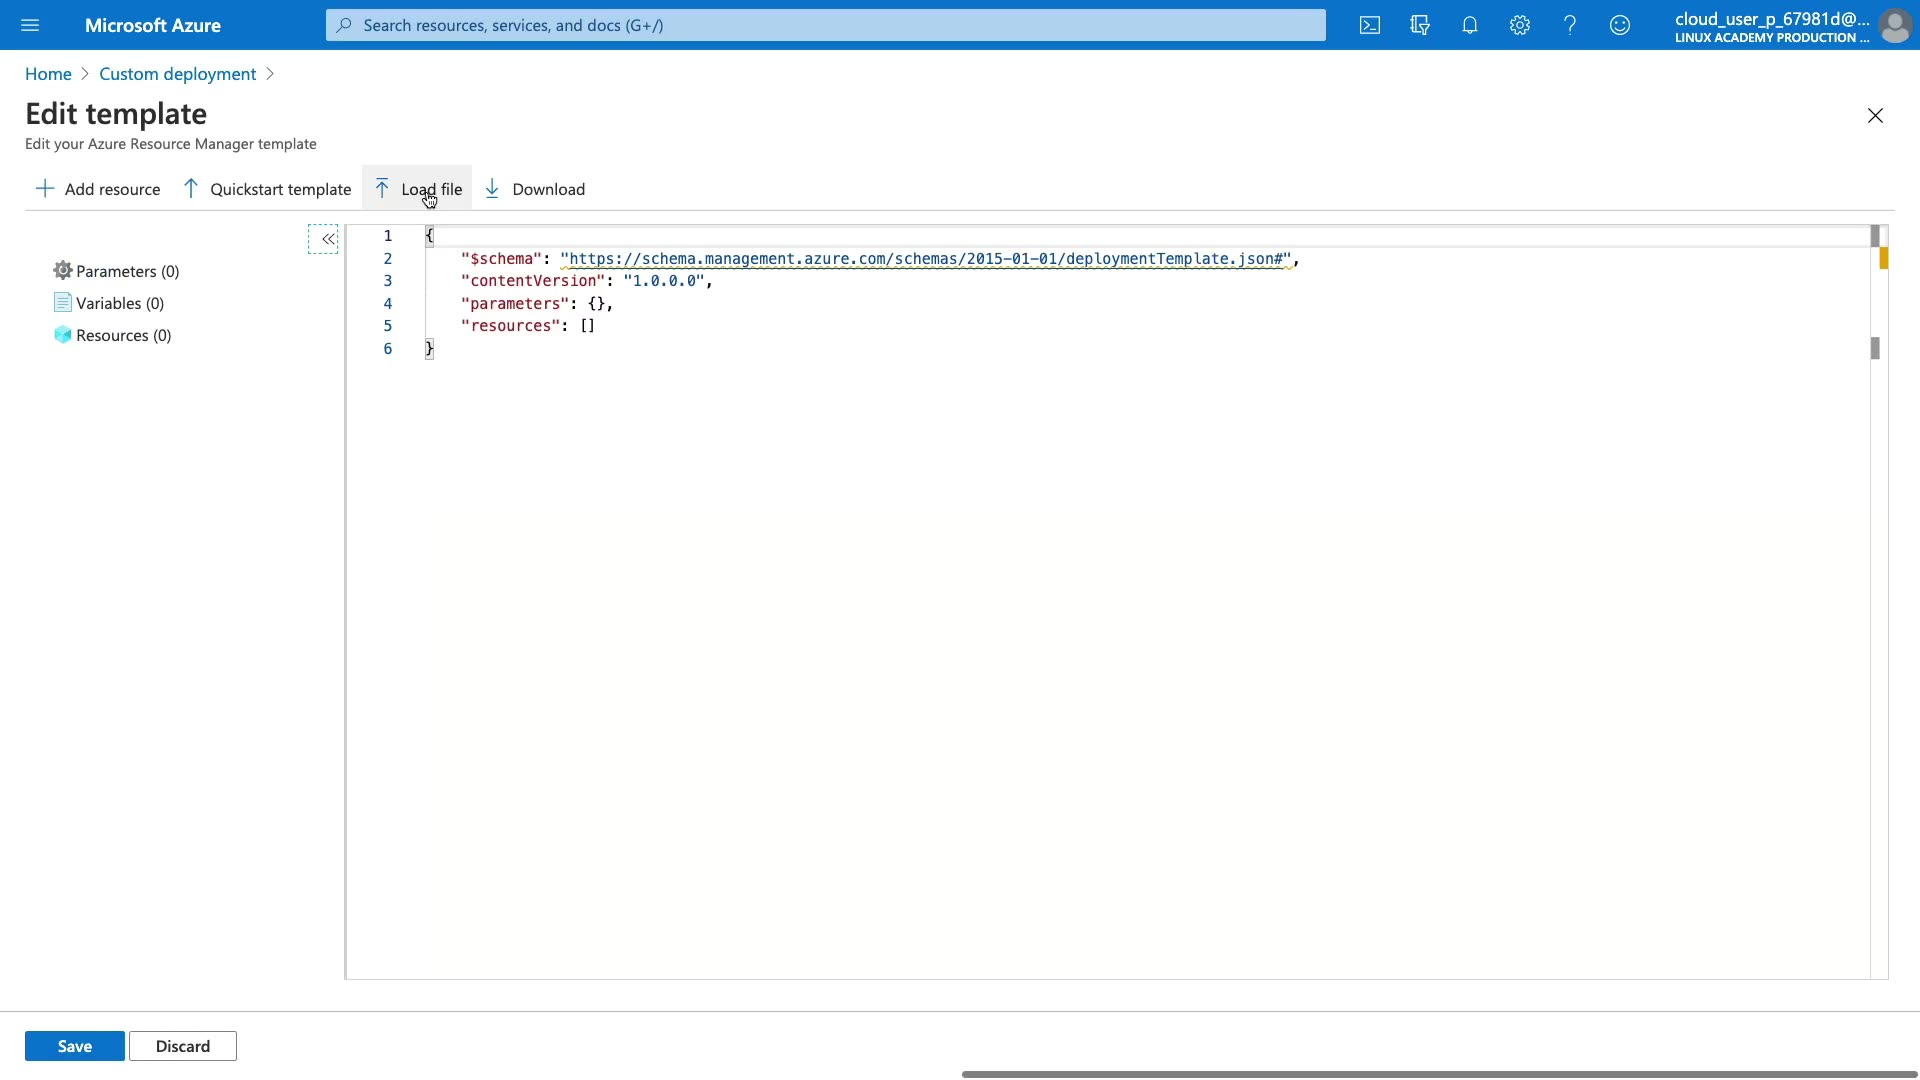 Microsoft Azure
Search resources, services, and docs (G+/)
cloud_user_p_67981d@...
LINUX ACADEMY PRODUCTION ...
Home > Custom deployment >
Edit template
Edit your Azure Resource Manager template
Add resource
Quickstart template
Load file
Download
Parameters (0)
Variables (0)
Resources (0)
1 {
2 "$schema": "https://schema.management.azure.com/schemas/2015-01-01/deploymentTemplate.json#",
3 "contentVersion": "1.0.0.0",
4 "parameters": {},
5 "resources": []
6 }
Save
Discard